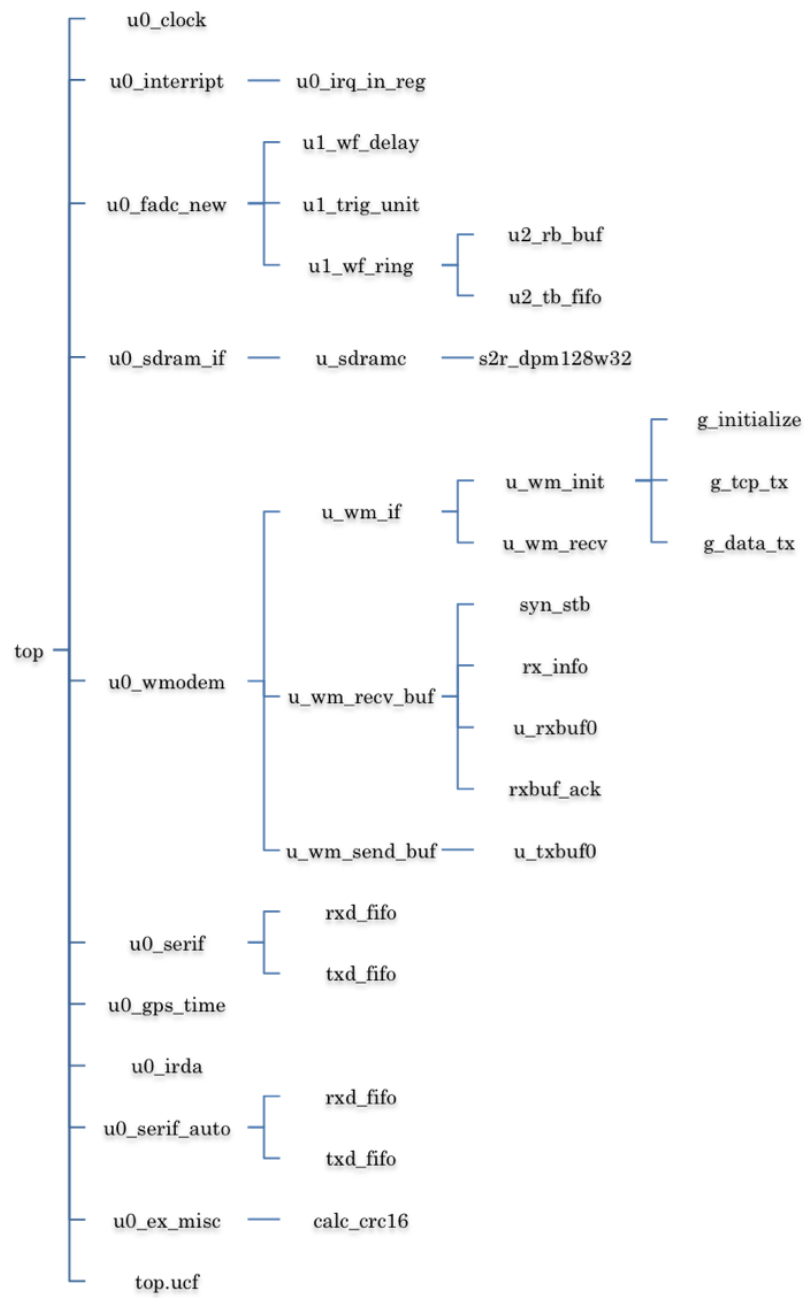 u0_clock
u0_interript
u0_irq_in_reg
u1_wf_delay
u0_fadc_new
u1_trig_unit
u2_rb_buf
u1_wf_ring
u2_tb_fifo
u0_sdram_if
u_sdramc
s2r_dpm128w32
g_initialize
u_wm_init
g_tcp_tx
u_wm_if
u_wm_recv
g_data_tx
syn_stb
top
rx_info
u0_wmodem
u_wm_recv_buf
u_rxbuf0
rxbuf_ack
u_wm_send_buf
u_txbuf0
rxd_fifo
u0_serif
txd_fifo
u0_gps_time
u0_irda
rxd_fifo
u0_serif_auto
txd_fifo
u0_ex_misc
calc_crc16
top.ucf